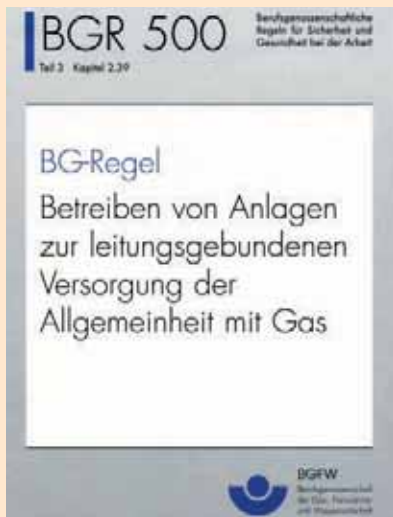 BGR 500
Berufsgenossenschaftliche
Regeln für Sicherheit und
Gesundheit bei der Arbeit
Teil 2 Kapitel 2.39
BG-Regel
Betreiben von Anlagen
zur leitungsgebundenen
Versorgung der
Allgemeinheit mit Gas
BGFW
Berufsgenossenschaft
der Gas-, Fernwärme-
und Wasserwirtschaft